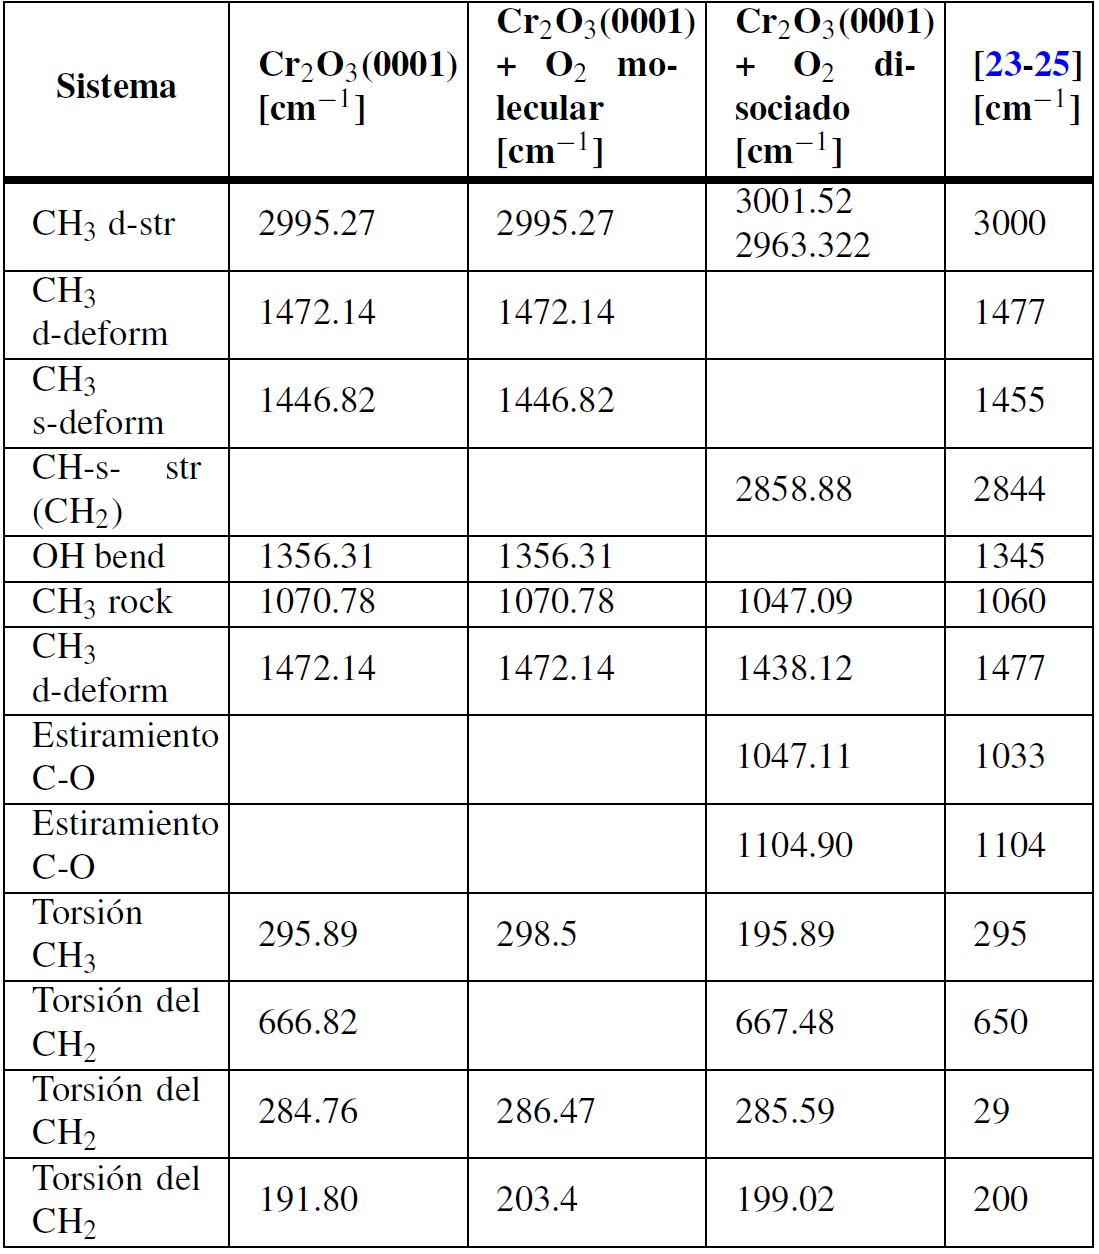 Sistema
Cr₂O₃(0001)
[cm⁻¹]
Cr₂O₃(0001)
+ O₂ mo-
lecular
[cm⁻¹]
Cr₂O₃(0001)
+ O₂ di-
sociado
[cm⁻¹]
[23-25]
[cm⁻¹]
CH₃ d-str
2995.27
2995.27
3001.52
2963.322
3000
CH₃
d-deform
1472.14
1472.14
1477
CH₃
s-deform
1446.82
1446.82
1455
CH-s- str
(CH₂)
2858.88
2844
OH bend
1356.31
1356.31
1345
CH₃ rock
1070.78
1070.78
1047.09
1060
CH₃
d-deform
1472.14
1472.14
1438.12
1477
Estiramiento
C-O
1047.11
1033
Estiramiento
C-O
1104.90
1104
Torsión
CH₃
295.89
298.5
195.89
295
Torsión del
CH₂
666.82
667.48
650
Torsión del
CH₂
284.76
286.47
285.59
29
Torsión del
CH₂
191.80
203.4
199.02
200